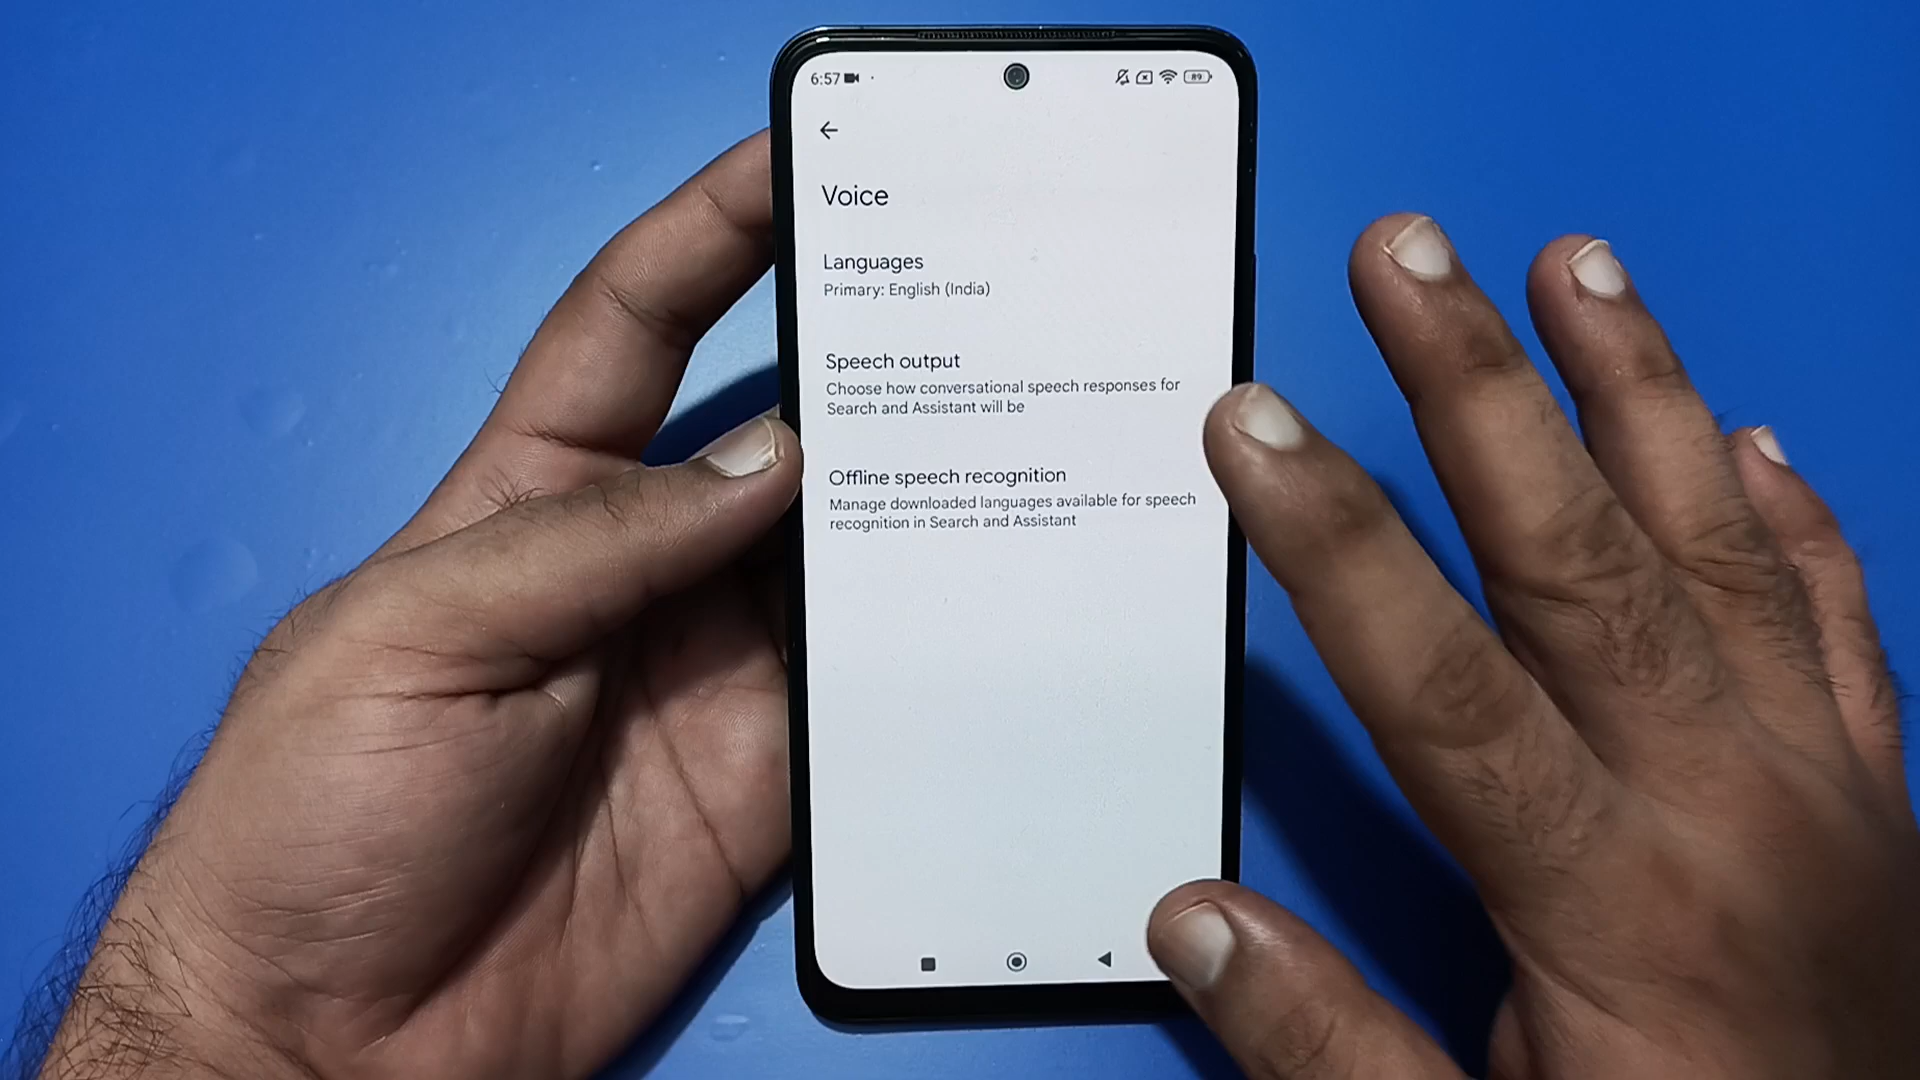 6:57
89
Voice
Languages
Primary: English (India)
Speech output
Choose how conversational speech responses for
Search and Assistant will be
Offline speech recognition
Manage downloaded languages available for speech
recognition in Search and Assistant